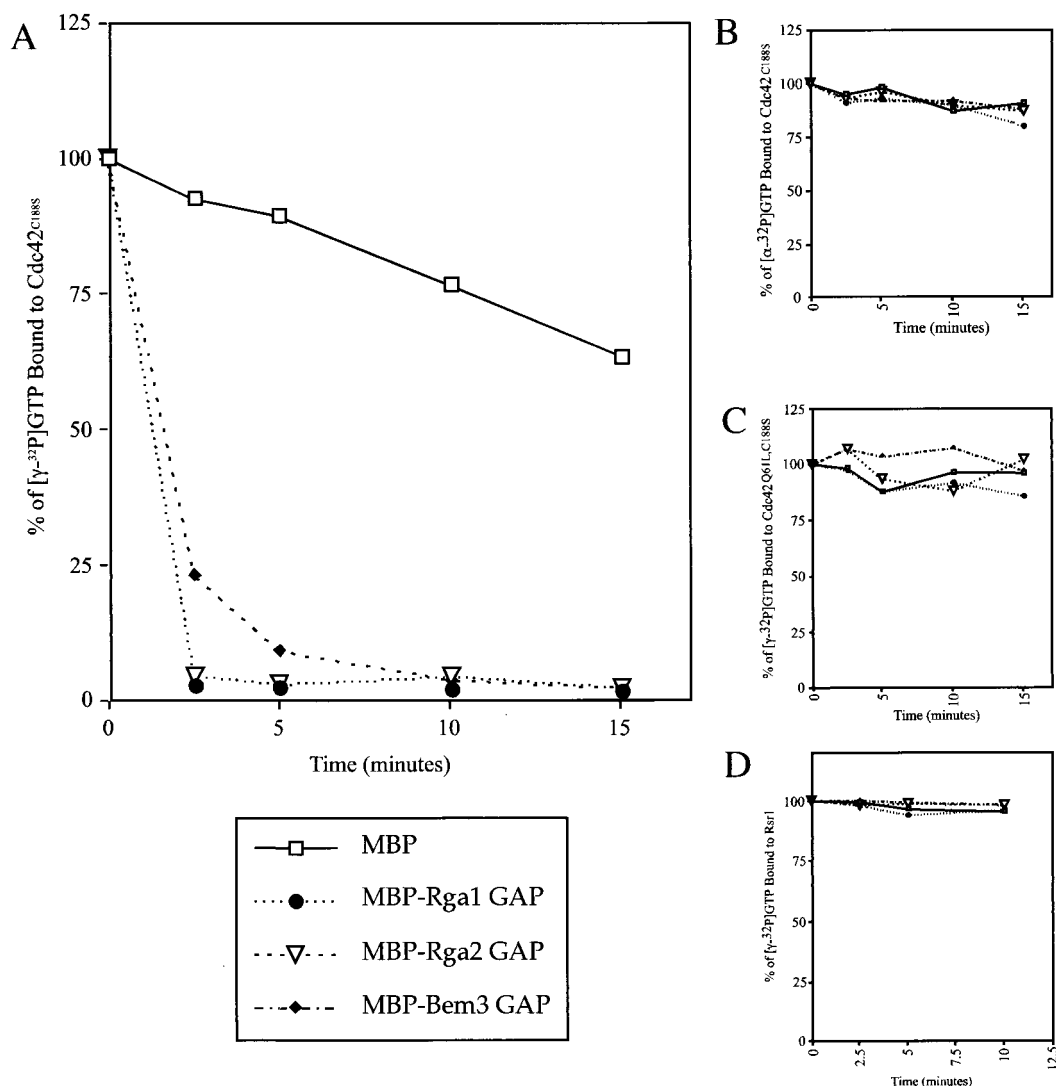 A
% of [γ-³²P]GTP Bound to Cdc42C188S
125
100
75
50
25
0
0
5
10
15
Time (minutes)
MBP
MBP-Rga1 GAP
MBP-Rga2 GAP
MBP-Bem3 GAP
B
% of [α-³²P]GTP Bound to Cdc42 C188S
125
100
75
50
25
0
0
5
10
15
Time (minutes)
C
% of [γ-³²P]GTP Bound to Cdc42 Q61L,C188S
125
100
75
50
25
0
0
5
10
15
Time (minutes)
D
% of [γ-³²P]GTP Bound to Rsr1
100
75
50
25
0
0
2.5
5
7.5
10
12.5
Time (minutes)